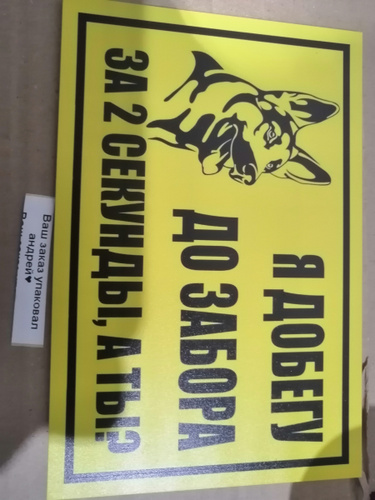 Я ДОБЕГУ
ДО ЗАБОРА
ЗА 2 СЕКУНДЫ, А ТЫ?
Ваш заказ упаковал
андрей♥